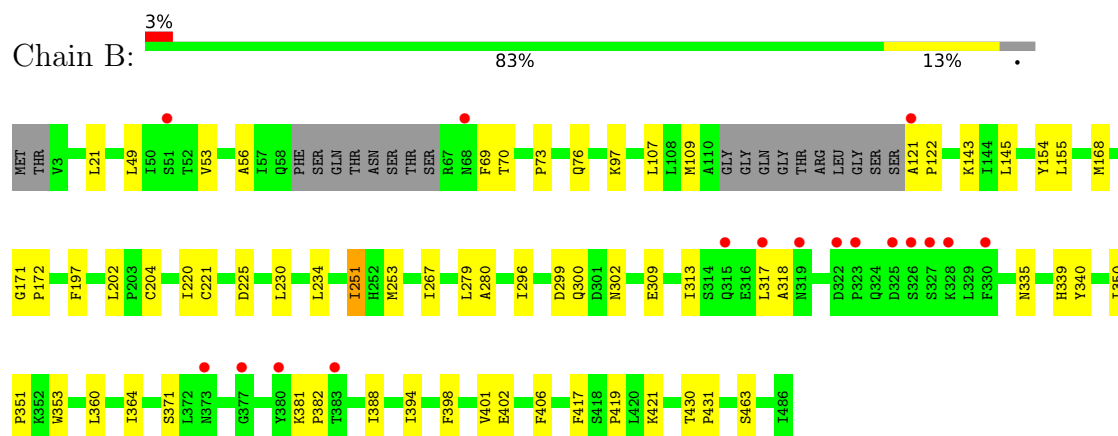 3%
Chain B:
83% 13% •
MET THR V3 L21 L49 I50 S51 T52 V53 A56 I57 Q58 PHE SER GLN THR THR ASN SER THR SER R67 N68 F69 T70 P73 Q76 K97 L107 L108 M109 A110 GLY GLY GLN GLY THR ARG LEU GLY SER SER A121 P122 K143 I144 L145 Y154 L155 M168
G171 P172 F197 L202 P203 C204 I220 C221 D225 L230 L234 I251 H252 M253 I267 L279 A280 I296 D299 Q300 D301 N302 E309 I313 S314 Q315 E316 L317 A318 N319 D322 P323 Q324 D325 S326 S327 K328 L329 F330 N335 H339 Y340 I350
P351 K352 W353 L360 I364 S371 L372 N373 G377 Y380 K381 P382 T383 I388 I394 F398 V401 E402 F406 F417 S418 P419 L420 K421 T430 P431 S463 I486